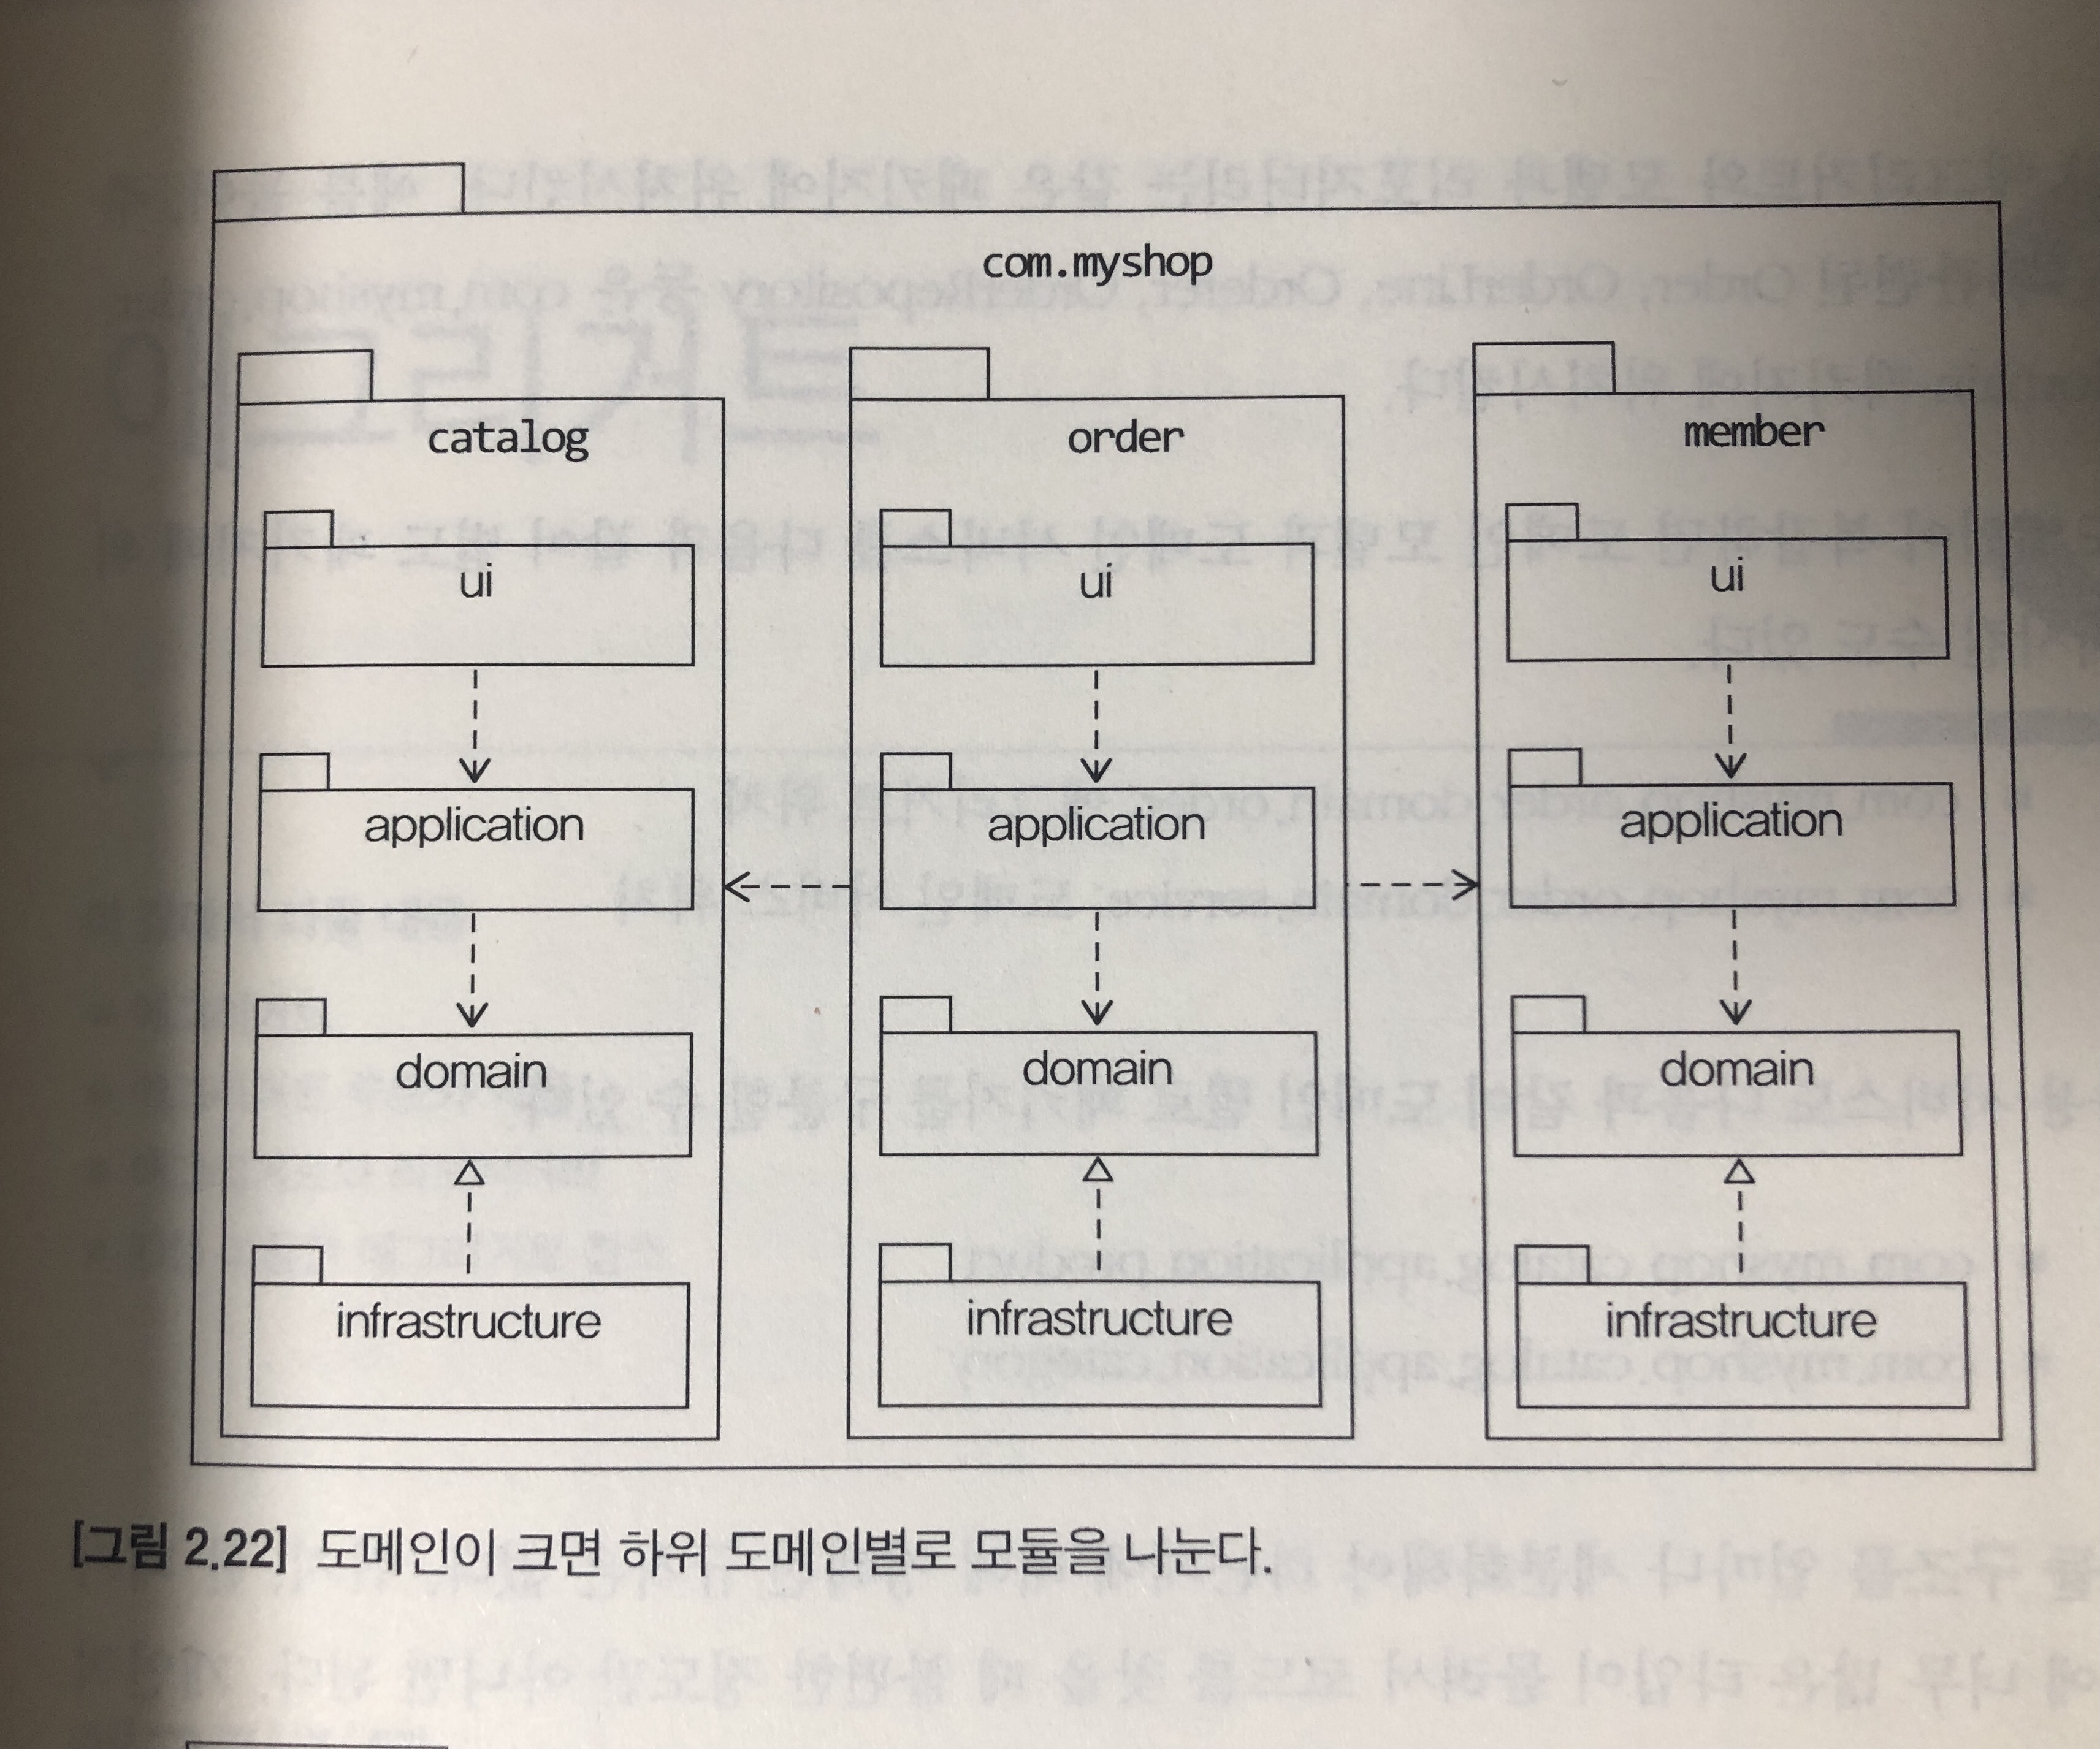 com.myshop
catalog
order
member
ui
ui
ui
application
application
application
domain
domain
domain
infrastructure
infrastructure
infrastructure
[그림 2.22] 도메인이 크면 하위 도메인별로 모듈을 나눈다.